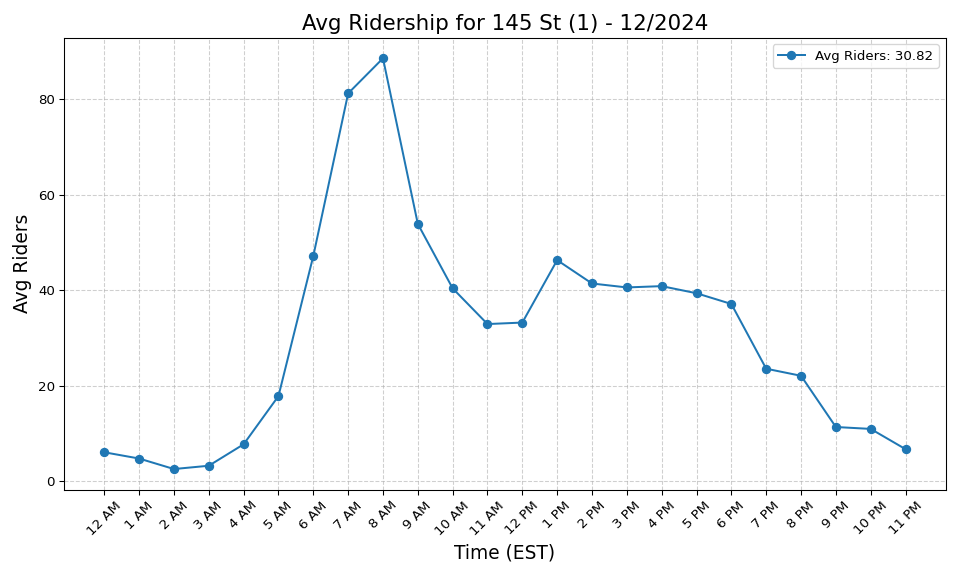 Avg Ridership for 145 St (1) - 12/2024
Avg Riders: 30.82
Avg Riders
80
60
40
20
0
12 AM 1 AM 2 AM 3 AM 4 AM 5 AM 6 AM 7 AM 8 AM 9 AM 10 AM 11 AM 12 PM 1 PM 2 PM 3 PM 4 PM 5 PM 6 PM 7 PM 8 PM 9 PM 10 PM 11 PM
Time (EST)